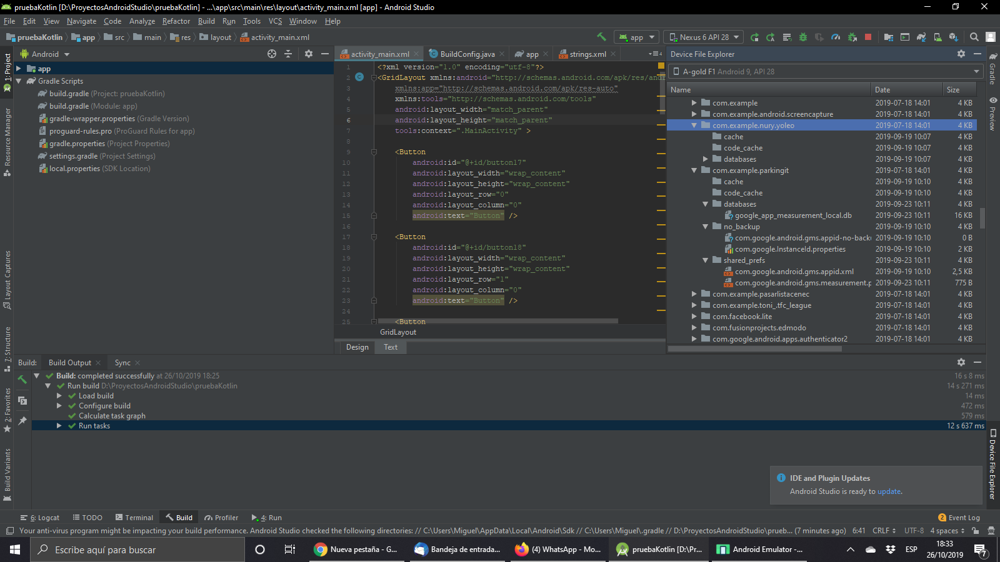 pruebaKotlin [D:\ProyectosAndroidStudio\pruebaKotlin] - ...\app\src\main\res\layout\activity_main.xml [app] - Android Studio
File Edit View Navigate Code Analyze Refactor Build Run Tools VCS Window Help
pruebaKotlin app src main res layout activity_main.xml
app Nexus 6 API 28
1: Project
Resource Manager
Layout Captures
7: Structure
2: Favorites
Build Variants
Android
app
Gradle Scripts
build.gradle (Project: pruebaKotlin)
build.gradle (Module: app)
gradle-wrapper.properties (Gradle Version)
proguard-rules.pro (ProGuard Rules for app)
gradle.properties (Project Properties)
settings.gradle (Project Settings)
local.properties (SDK Location)
activity_main.xml BuildConfig.java app strings.xml 4
1 <?xml version="1.0" encoding="utf-8"?>
2 <GridLayout xmlns:android="http://schemas.android.com/apk/res/andr
3 xmlns:app="http://schemas.android.com/apk/res-auto"
4 xmlns:tools="http://schemas.android.com/tools"
5 android:layout_width="match_parent"
6 android:layout_height="match_parent"
7 tools:context=".MainActivity" >
8
9 <Button
10 android:id="@+id/button17"
11 android:layout_width="wrap_content"
12 android:layout_height="wrap_content"
13 android:layout_row="0"
14 android:layout_column="0"
15 android:text="Button" />
16
17 <Button
18 android:id="@+id/button18"
19 android:layout_width="wrap_content"
20 android:layout_height="wrap_content"
21 android:layout_row="1"
22 android:layout_column="0"
23 android:text="Button" />
24
25 <Button
GridLayout
Design Text
Device File Explorer
A-gold F1 Android 9, API 28
Name Date Size
com.example 2019-07-18 14:01 4 KB
com.example.android.screencapture 2019-07-18 14:01 4 KB
com.example.nury.yoleo 2019-07-18 14:01 4 KB
cache 2019-09-19 10:07 4 KB
code_cache 2019-09-19 10:07 4 KB
databases 2019-09-19 10:07 4 KB
com.example.parkingit 2019-07-18 14:01 4 KB
cache 2019-09-19 10:10 4 KB
code_cache 2019-09-19 10:10 4 KB
databases 2019-09-23 10:11 4 KB
google_app_measurement_local.db 2019-09-23 10:11 16 KB
no_backup 2019-09-19 10:10 4 KB
com.google.android.gms.appid-no-backu 2019-09-19 10:10 0 B
com.google.InstanceId.properties 2019-09-19 10:10 2 KB
shared_prefs 2019-09-23 10:11 4 KB
com.google.android.gms.appid.xml 2019-09-19 10:10 2,5 KB
com.google.android.gms.measurement.p 2019-09-23 10:11 775 B
com.example.pasarlistacenec 2019-07-18 14:01 4 KB
com.example.toni_.tfc_league 2019-07-18 14:01 4 KB
com.facebook.lite 2019-07-18 14:01 4 KB
com.fusionprojects.edmodo 2019-07-18 14:01 4 KB
com.google.android.apps.authenticator2 2019-07-18 14:01 4 KB
Gradle
Preview
Device File Explorer
Build: Build Output Sync
Build: completed successfully at 26/10/2019 18:25 16 s 8 ms
Run build D:\ProyectosAndroidStudio\pruebaKotlin 14 s 271 ms
Load build 14 ms
Configure build 472 ms
Calculate task graph 579 ms
Run tasks 12 s 637 ms
IDE and Plugin Updates
Android Studio is ready to update.
6: Logcat TODO Terminal Build Profiler 4: Run 2 Event Log
Your anti-virus program might be impacting your build performance. Android Studio checked the following directories: // C:\Users\Miguel\AppData\Local\Android\Sdk // C:\Users\Miguel\.gradle // D:\ProyectosAndroidStudio\prueb... (7 minutes ago) 6:41 CRLF UTF-8 4 spaces
Escribe aquí para buscar Nueva pestaña - G... Bandeja de entrada... (4) WhatsApp - Mo... pruebaKotlin [D:\Pr... Android Emulator -... ESP 18:33
26/10/2019 7